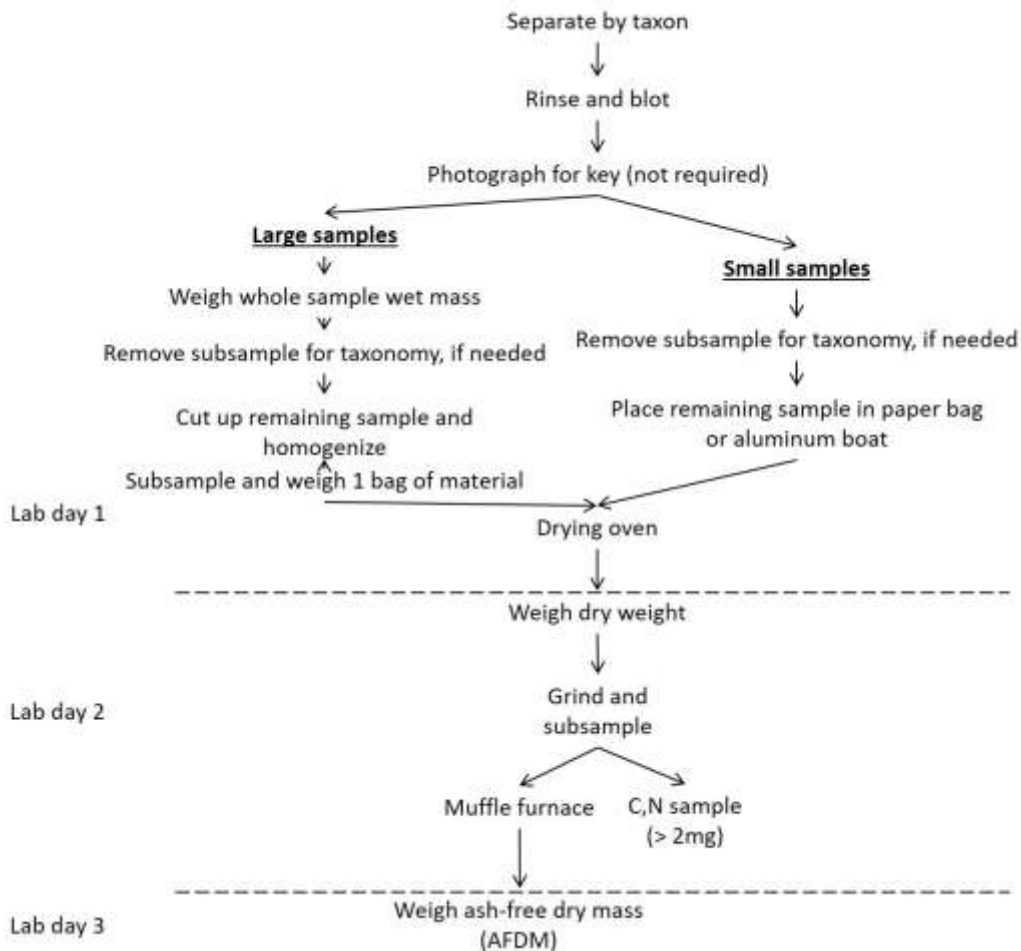 Separate by taxon
Rinse and blot
Photograph for key (not required)
Large samples
Weigh whole sample wet mass
Remove subsample for taxonomy, if needed
Cut up remaining sample and
homogenize
Subsample and weigh 1 bag of material
Small samples
Remove subsample for taxonomy, if needed
Place remaining sample in paper bag
or aluminum boat
Lab day 1
Drying oven
Weigh dry weight
Lab day 2
Grind and
subsample
Muffle furnace
C,N sample
(> 2mg)
Lab day 3
Weigh ash-free dry mass
(AFDM)